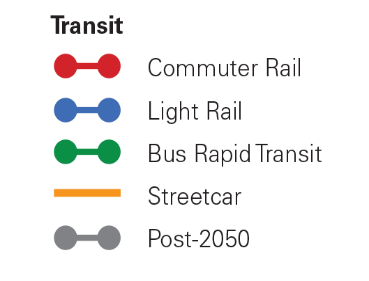 Transit
Commuter Rail
Light Rail
Bus Rapid Transit
Streetcar
Post-2050